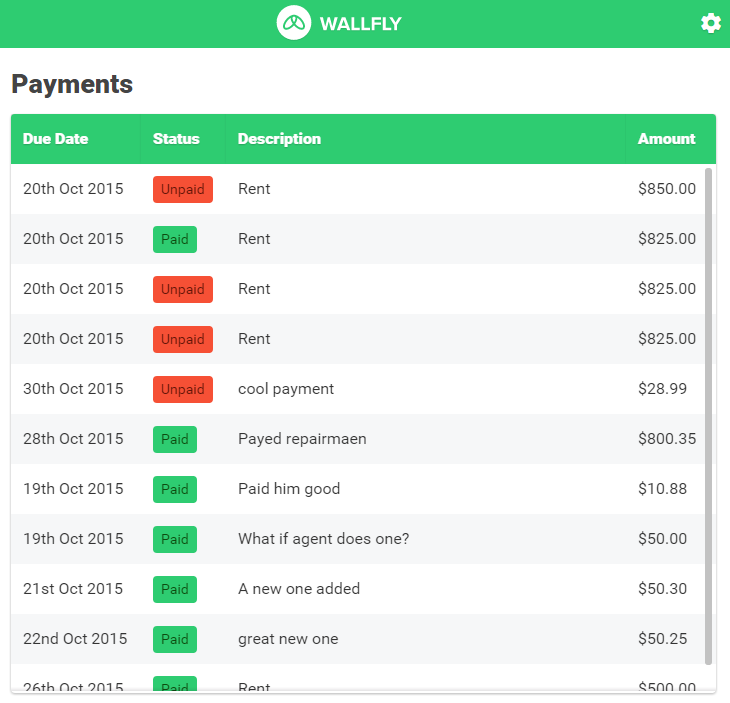 WALLFLY
Payments
Due Date Status Description Amount
20th Oct 2015 Unpaid Rent $850.00
20th Oct 2015 Paid Rent $825.00
20th Oct 2015 Unpaid Rent $825.00
20th Oct 2015 Unpaid Rent $825.00
30th Oct 2015 Unpaid cool payment $28.99
28th Oct 2015 Paid Payed repairmaen $800.35
19th Oct 2015 Paid Paid him good $10.88
19th Oct 2015 Paid What if agent does one? $50.00
21st Oct 2015 Paid A new one added $50.30
22nd Oct 2015 Paid great new one $50.25
26th Oct 2015 Paid Rent $500.00